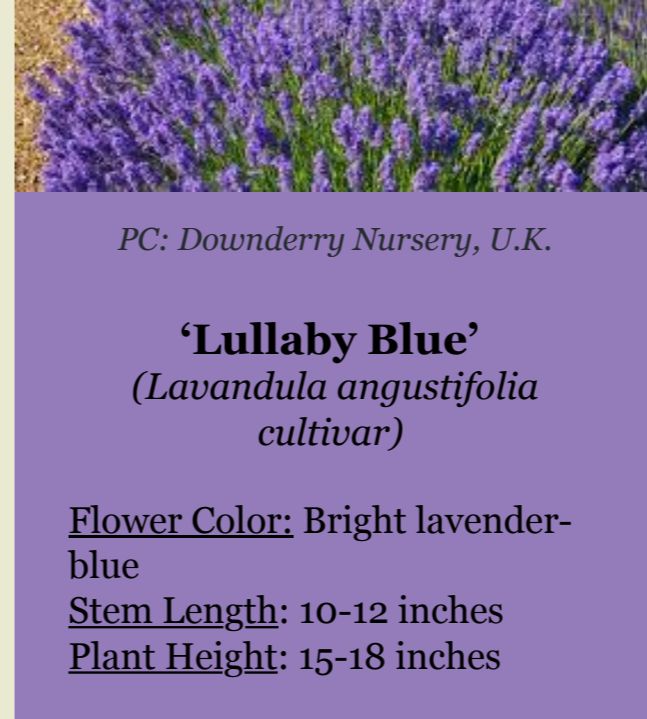 PC: Downderry Nursery, U.K.
‘Lullaby Blue’
(Lavandula angustifolia
cultivar)
Flower Color: Bright lavender-
blue
Stem Length: 10-12 inches
Plant Height: 15-18 inches